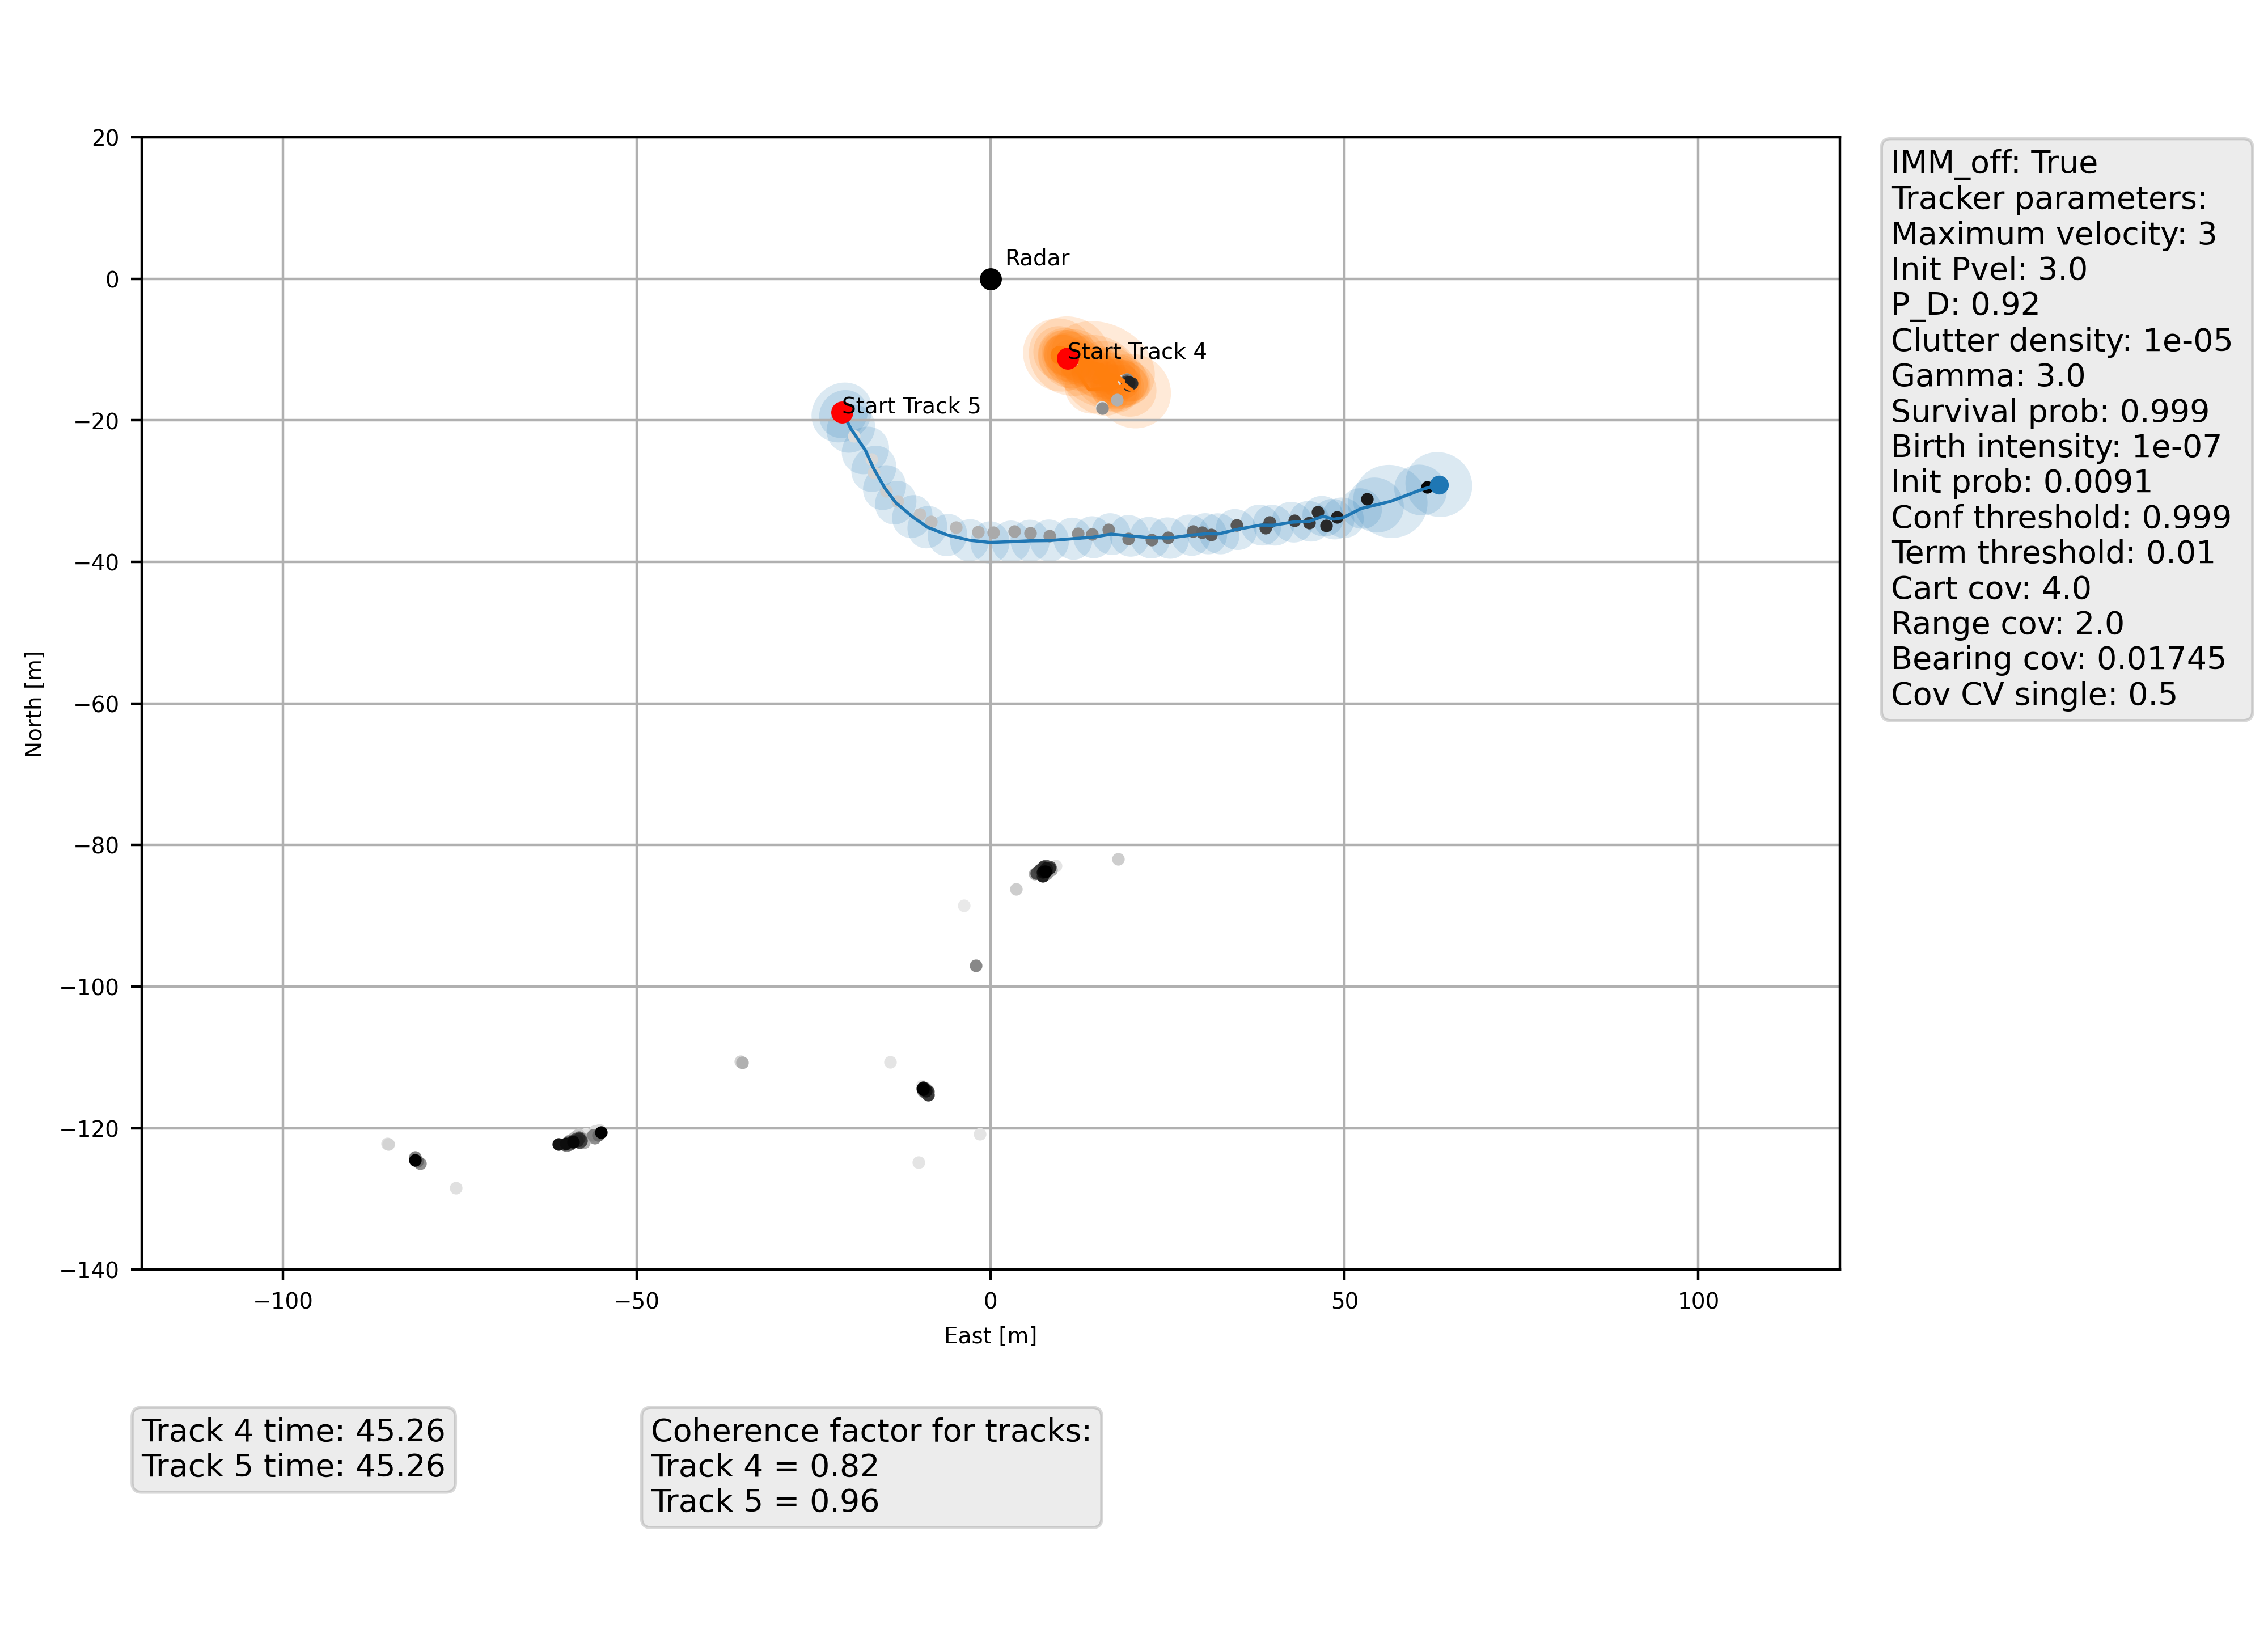 20
0
−20
−40
−60
−80
−100
−120
−140
North [m]
Radar
Start Track 4
Start Track 5
−100
−50
0
50
100
East [m]
IMM_off: True
Tracker parameters:
Maximum velocity: 3
Init Pvel: 3.0
P_D: 0.92
Clutter density: 1e-05
Gamma: 3.0
Survival prob: 0.999
Birth intensity: 1e-07
Init prob: 0.0091
Conf threshold: 0.999
Term threshold: 0.01
Cart cov: 4.0
Range cov: 2.0
Bearing cov: 0.01745
Cov CV single: 0.5
Track 4 time: 45.26
Track 5 time: 45.26
Coherence factor for tracks:
Track 4 = 0.82
Track 5 = 0.96